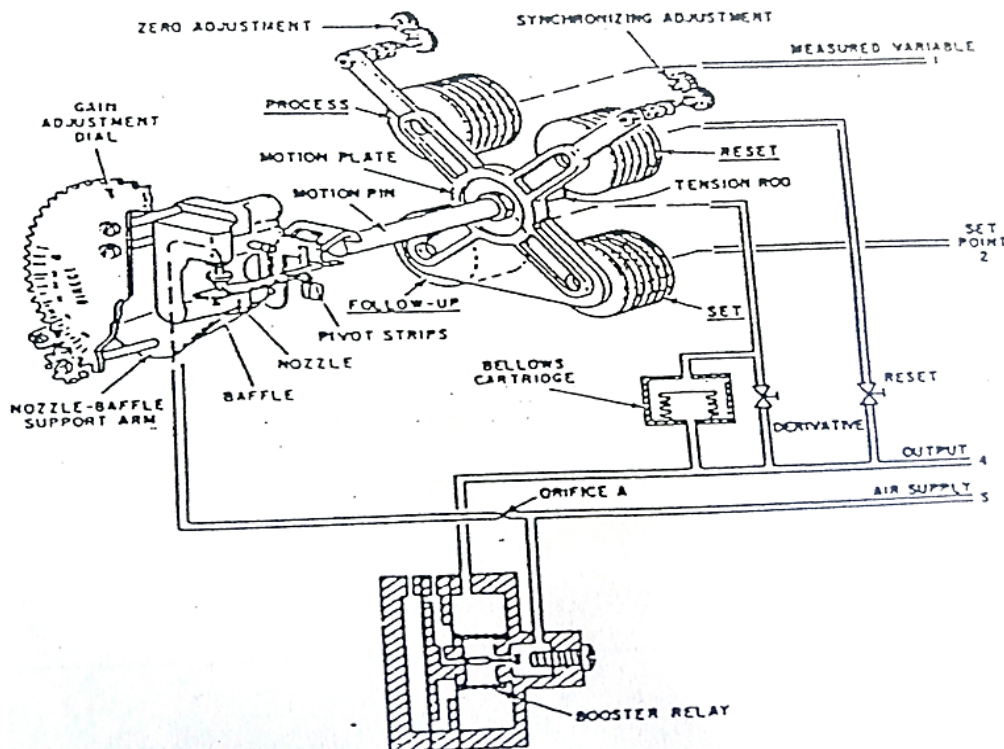 ZERO ADJUSTMENT
SYNCHRONIZING ADJUSTMENT
MEASURED VARIABLE
1
PROCESS
GAIN
ADJUSTMENT
DIAL
MOTION PLATE
RESET
MOTION PIN
TENSION ROD
SET
POINT
2
FOLLOW-UP
SET
PIVOT STRIPS
NOZZLE
BELLOWS
CARTRIDGE
BAFFLE
RESET
NOZZLE-BAFFLE
SUPPORT ARM
DERIVATIVE
OUTPUT
4
ORIFICE A
AIR SUPPLY
5
BOOSTER RELAY